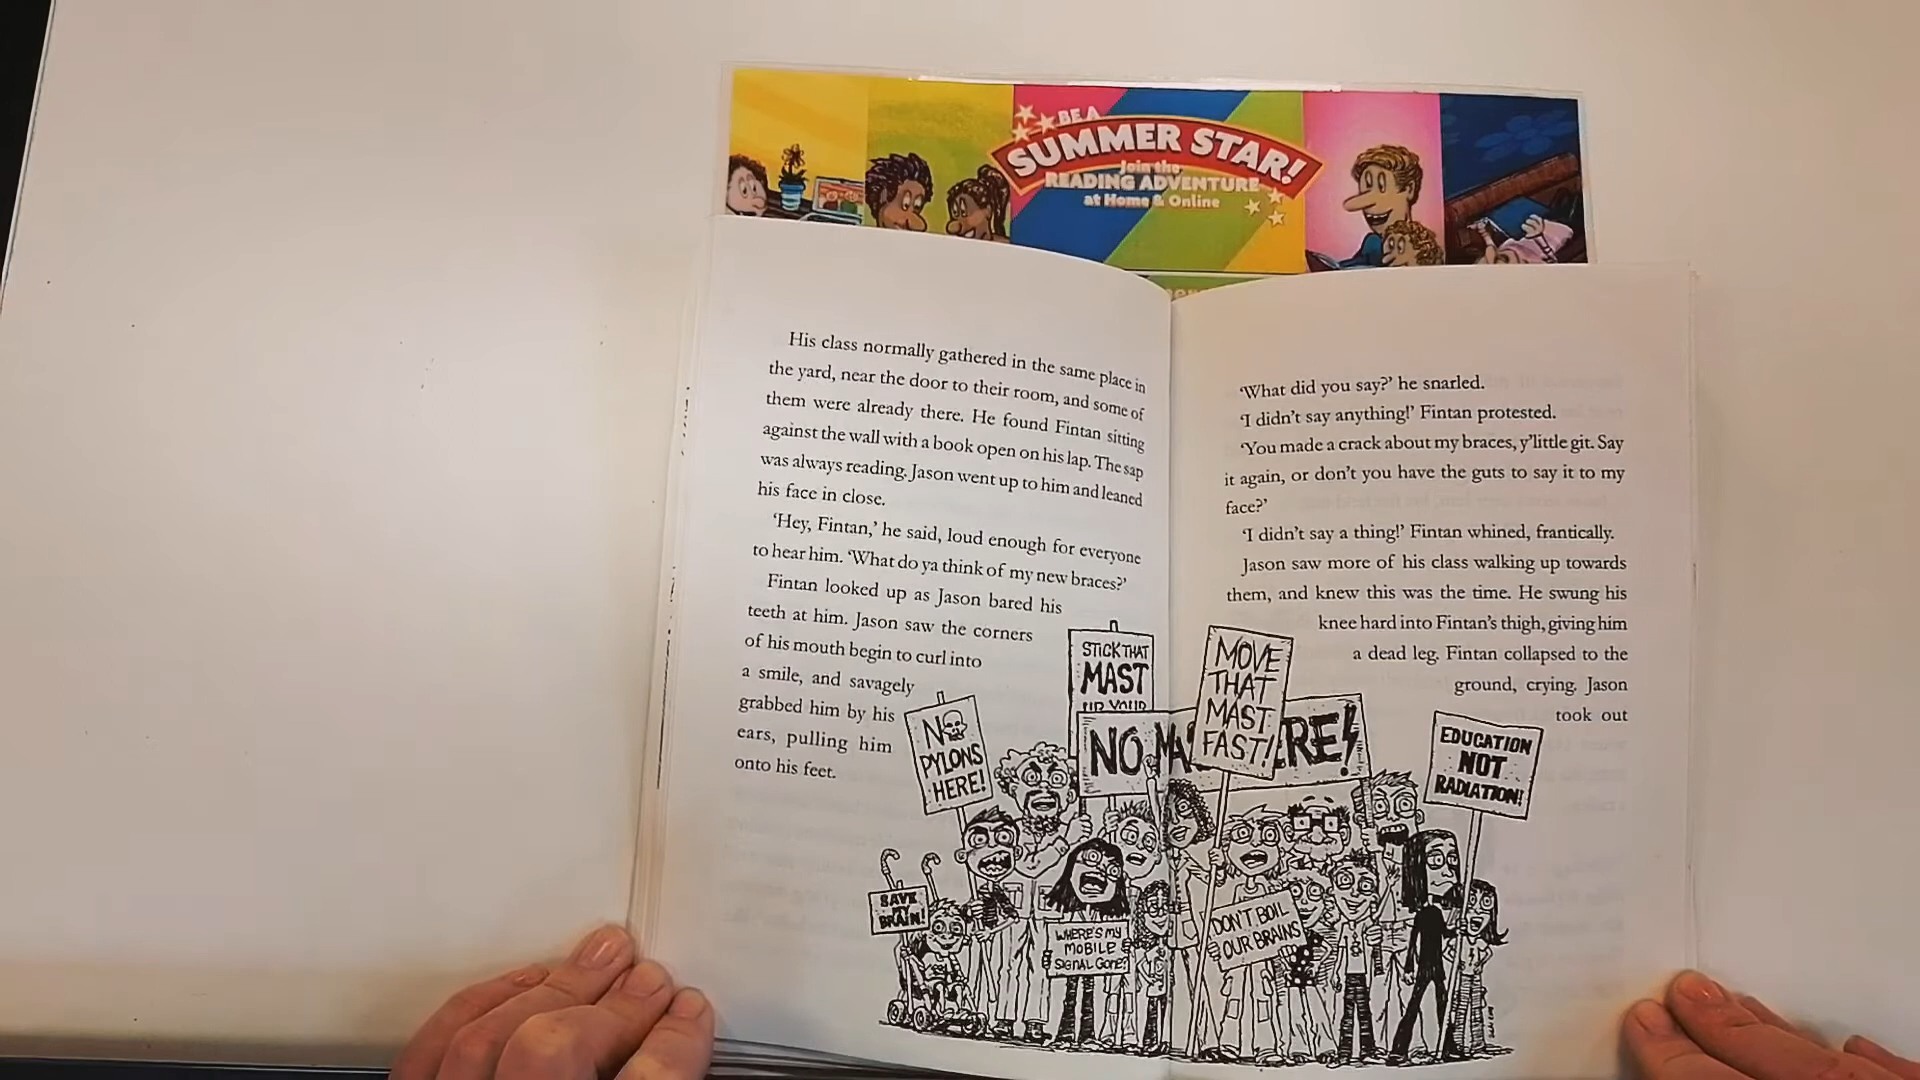 BE A
SUMMER STAR!
Join the
READING ADVENTURE
at Home & Online
His class normally gathered in the same place in
the yard, near the door to their room, and some of
them were already there. He found Fintan sitting
against the wall with a book open on his lap. The sap
was always reading. Jason went up to him and leaned
his face in close.
‘Hey, Fintan,’ he said, loud enough for everyone
to hear him. ‘What do ya think of my new braces?’
Fintan looked up as Jason bared his
teeth at him. Jason saw the corners
of his mouth begin to curl into
a smile, and savagely
grabbed him by his
ears, pulling him
onto his feet.
‘What did you say?’ he snarled.
‘I didn’t say anything!’ Fintan protested.
‘You made a crack about my braces, y’little git. Say
it again, or don’t you have the guts to say it to my
face?’
‘I didn’t say a thing!’ Fintan whined, frantically.
Jason saw more of his class walking up towards
them, and knew this was the time. He swung his
knee hard into Fintan’s thigh, giving him
a dead leg. Fintan collapsed to the
ground, crying. Jason
took out
STICK THAT
MAST
UP YOUR
NO
PYLONS
HERE!
NO MA ERE!
MOVE
THAT
MAST
FAST!
EDUCATION
NOT
RADIATION!
SAVE
MY
BRAIN!
WHERE'S MY
MOBILE
SIGNAL GONE?
DON'T BOIL
OUR BRAINS